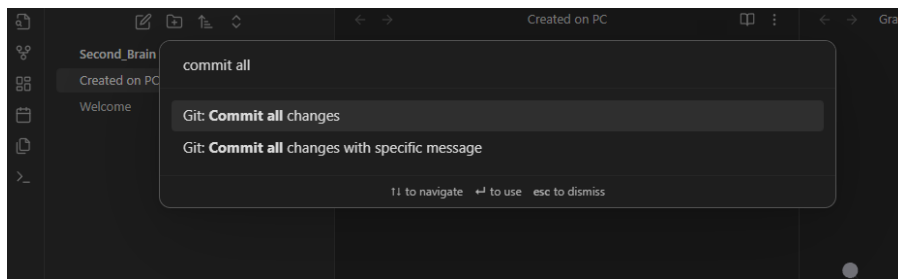 Created on PC
Gra
Second_Brain
Created on PC
Welcome
commit all
Git: Commit all changes
Git: Commit all changes with specific message
↑↓ to navigate ↵ to use esc to dismiss